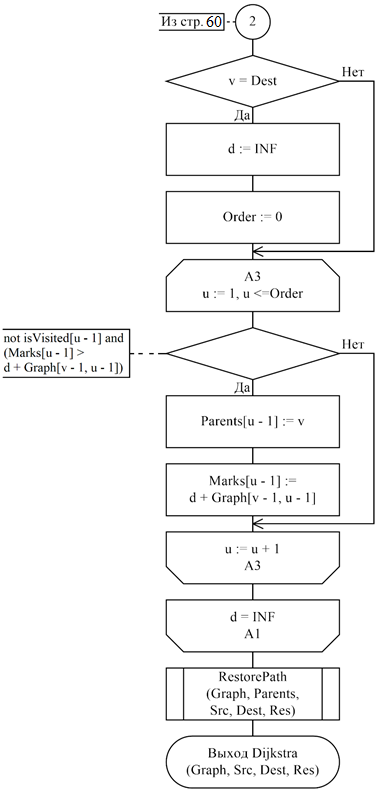 Из стр. 60
2
v = Dest
Нет
Да
d := INF
Order := 0
A3
u := 1, u <=Order
not isVisited[u - 1] and
(Marks[u - 1] >
d + Graph[v - 1, u - 1])
Нет
Да
Parents[u - 1] := v
Marks[u - 1] :=
d + Graph[v - 1, u - 1]
u := u + 1
A3
d = INF
A1
RestorePath
(Graph, Parents,
Src, Dest, Res)
Выход Dijkstra
(Graph, Src, Dest, Res)